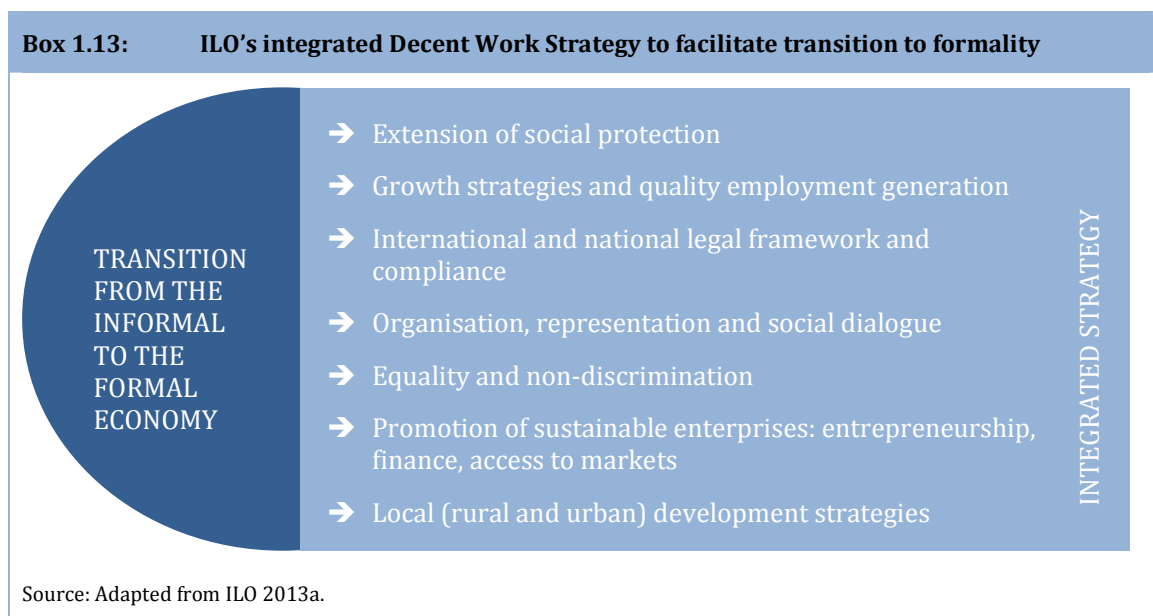 Box 1.13: ILO's integrated Decent Work Strategy to facilitate transition to formality
TRANSITION
FROM THE
INFORMAL
TO THE
FORMAL
ECONOMY
➔ Extension of social protection
➔ Growth strategies and quality employment generation
➔ International and national legal framework and
compliance
➔ Organisation, representation and social dialogue
➔ Equality and non-discrimination
➔ Promotion of sustainable enterprises: entrepreneurship,
finance, access to markets
➔ Local (rural and urban) development strategies
INTEGRATED STRATEGY
Source: Adapted from ILO 2013a.